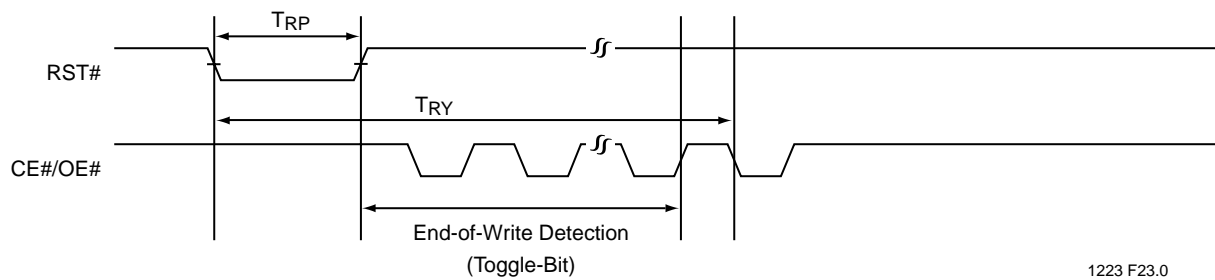 TRP
RST#
TRY
CE#/OE#
End-of-Write Detection
(Toggle-Bit)
1223 F23.0